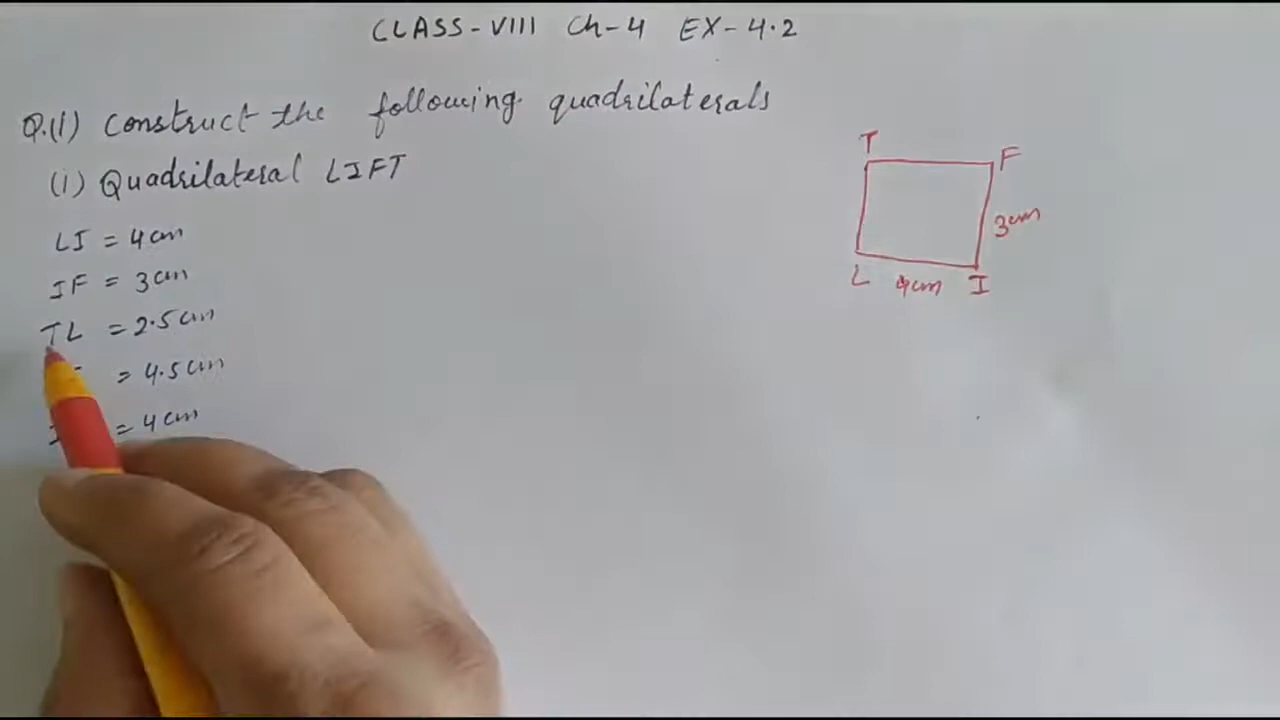 CLASS-VIII Ch-4 EX-4.2
Q.(1) Construct the following quadrilaterals
(i) Quadrilateral LIFT
LI = 4cm
IF = 3cm
TL = 2.5cm
= 4.5cm
= 4cm
T
F
3cm
L
4cm
I